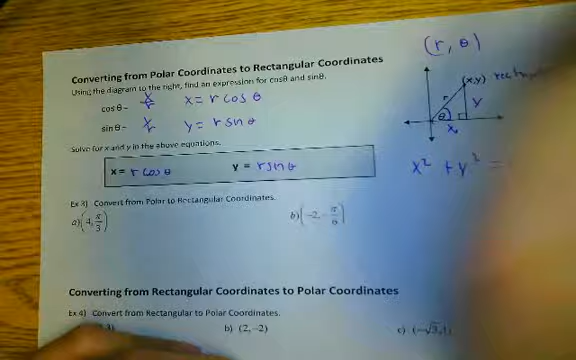 (r, θ)
Converting from Polar Coordinates to Rectangular Coordinates
Using the diagram to the right, find an expression for cosθ and sinθ.
(x,y)
cosθ= x/r x = r cos θ
r
y
θ
x
sinθ= y/r y = r sin θ
Solve for x and y in the above equations.
x = r cos θ y = r sin θ
x² + y² =
Ex 3) Convert from Polar to Rectangular Coordinates.
a) (4, π/3) b) (-2, -π/6)
Converting from Rectangular Coordinates to Polar Coordinates
Ex 4) Convert from Rectangular to Polar Coordinates.
b) (2, -2) c) (-√3, 1)